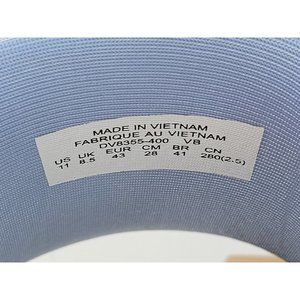 MADE IN VIETNAM
FABRIQUE AU VIETNAM
DV8355-400 VB
US UK EUR CM BR CN
11 8.5 43 28 41 280(2.5)